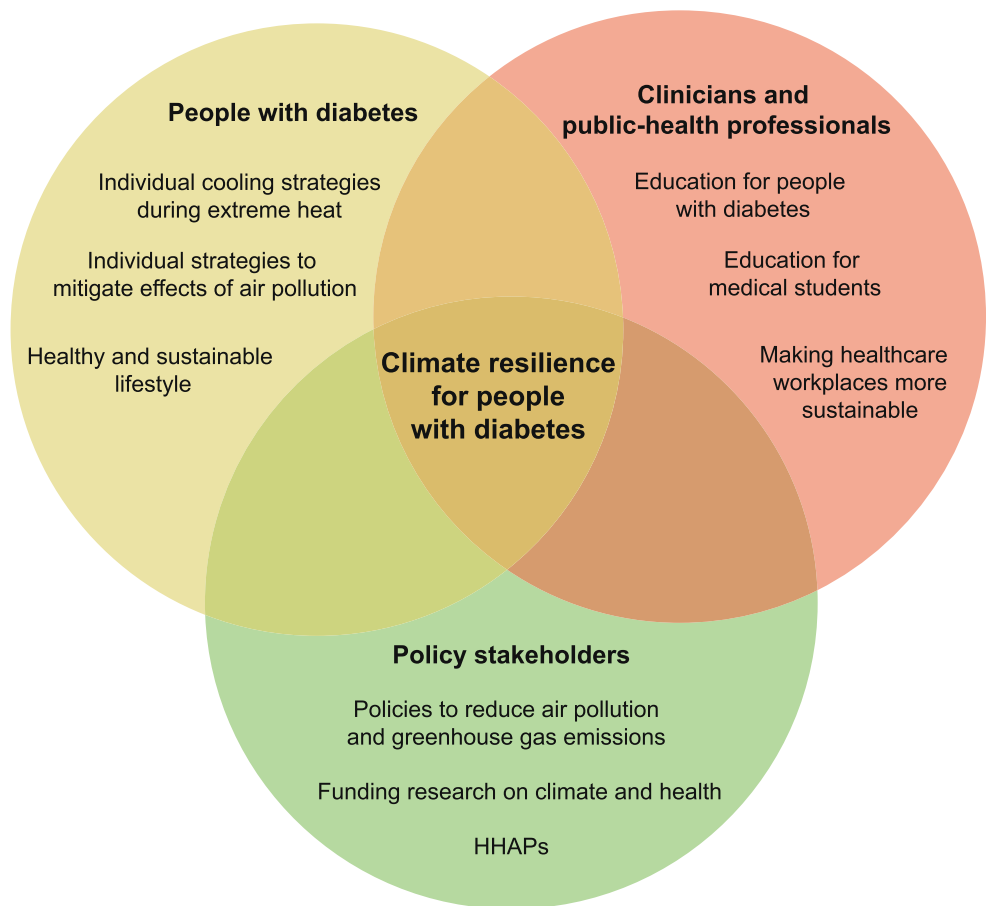 People with diabetes
Individual cooling strategies
during extreme heat
Individual strategies to
mitigate effects of air pollution
Healthy and sustainable
lifestyle
Clinicians and
public-health professionals
Education for people
with diabetes
Education for
medical students
Making healthcare
workplaces more
sustainable
Climate resilience
for people
with diabetes
Policy stakeholders
Policies to reduce air pollution
and greenhouse gas emissions
Funding research on climate and health
HHAPs